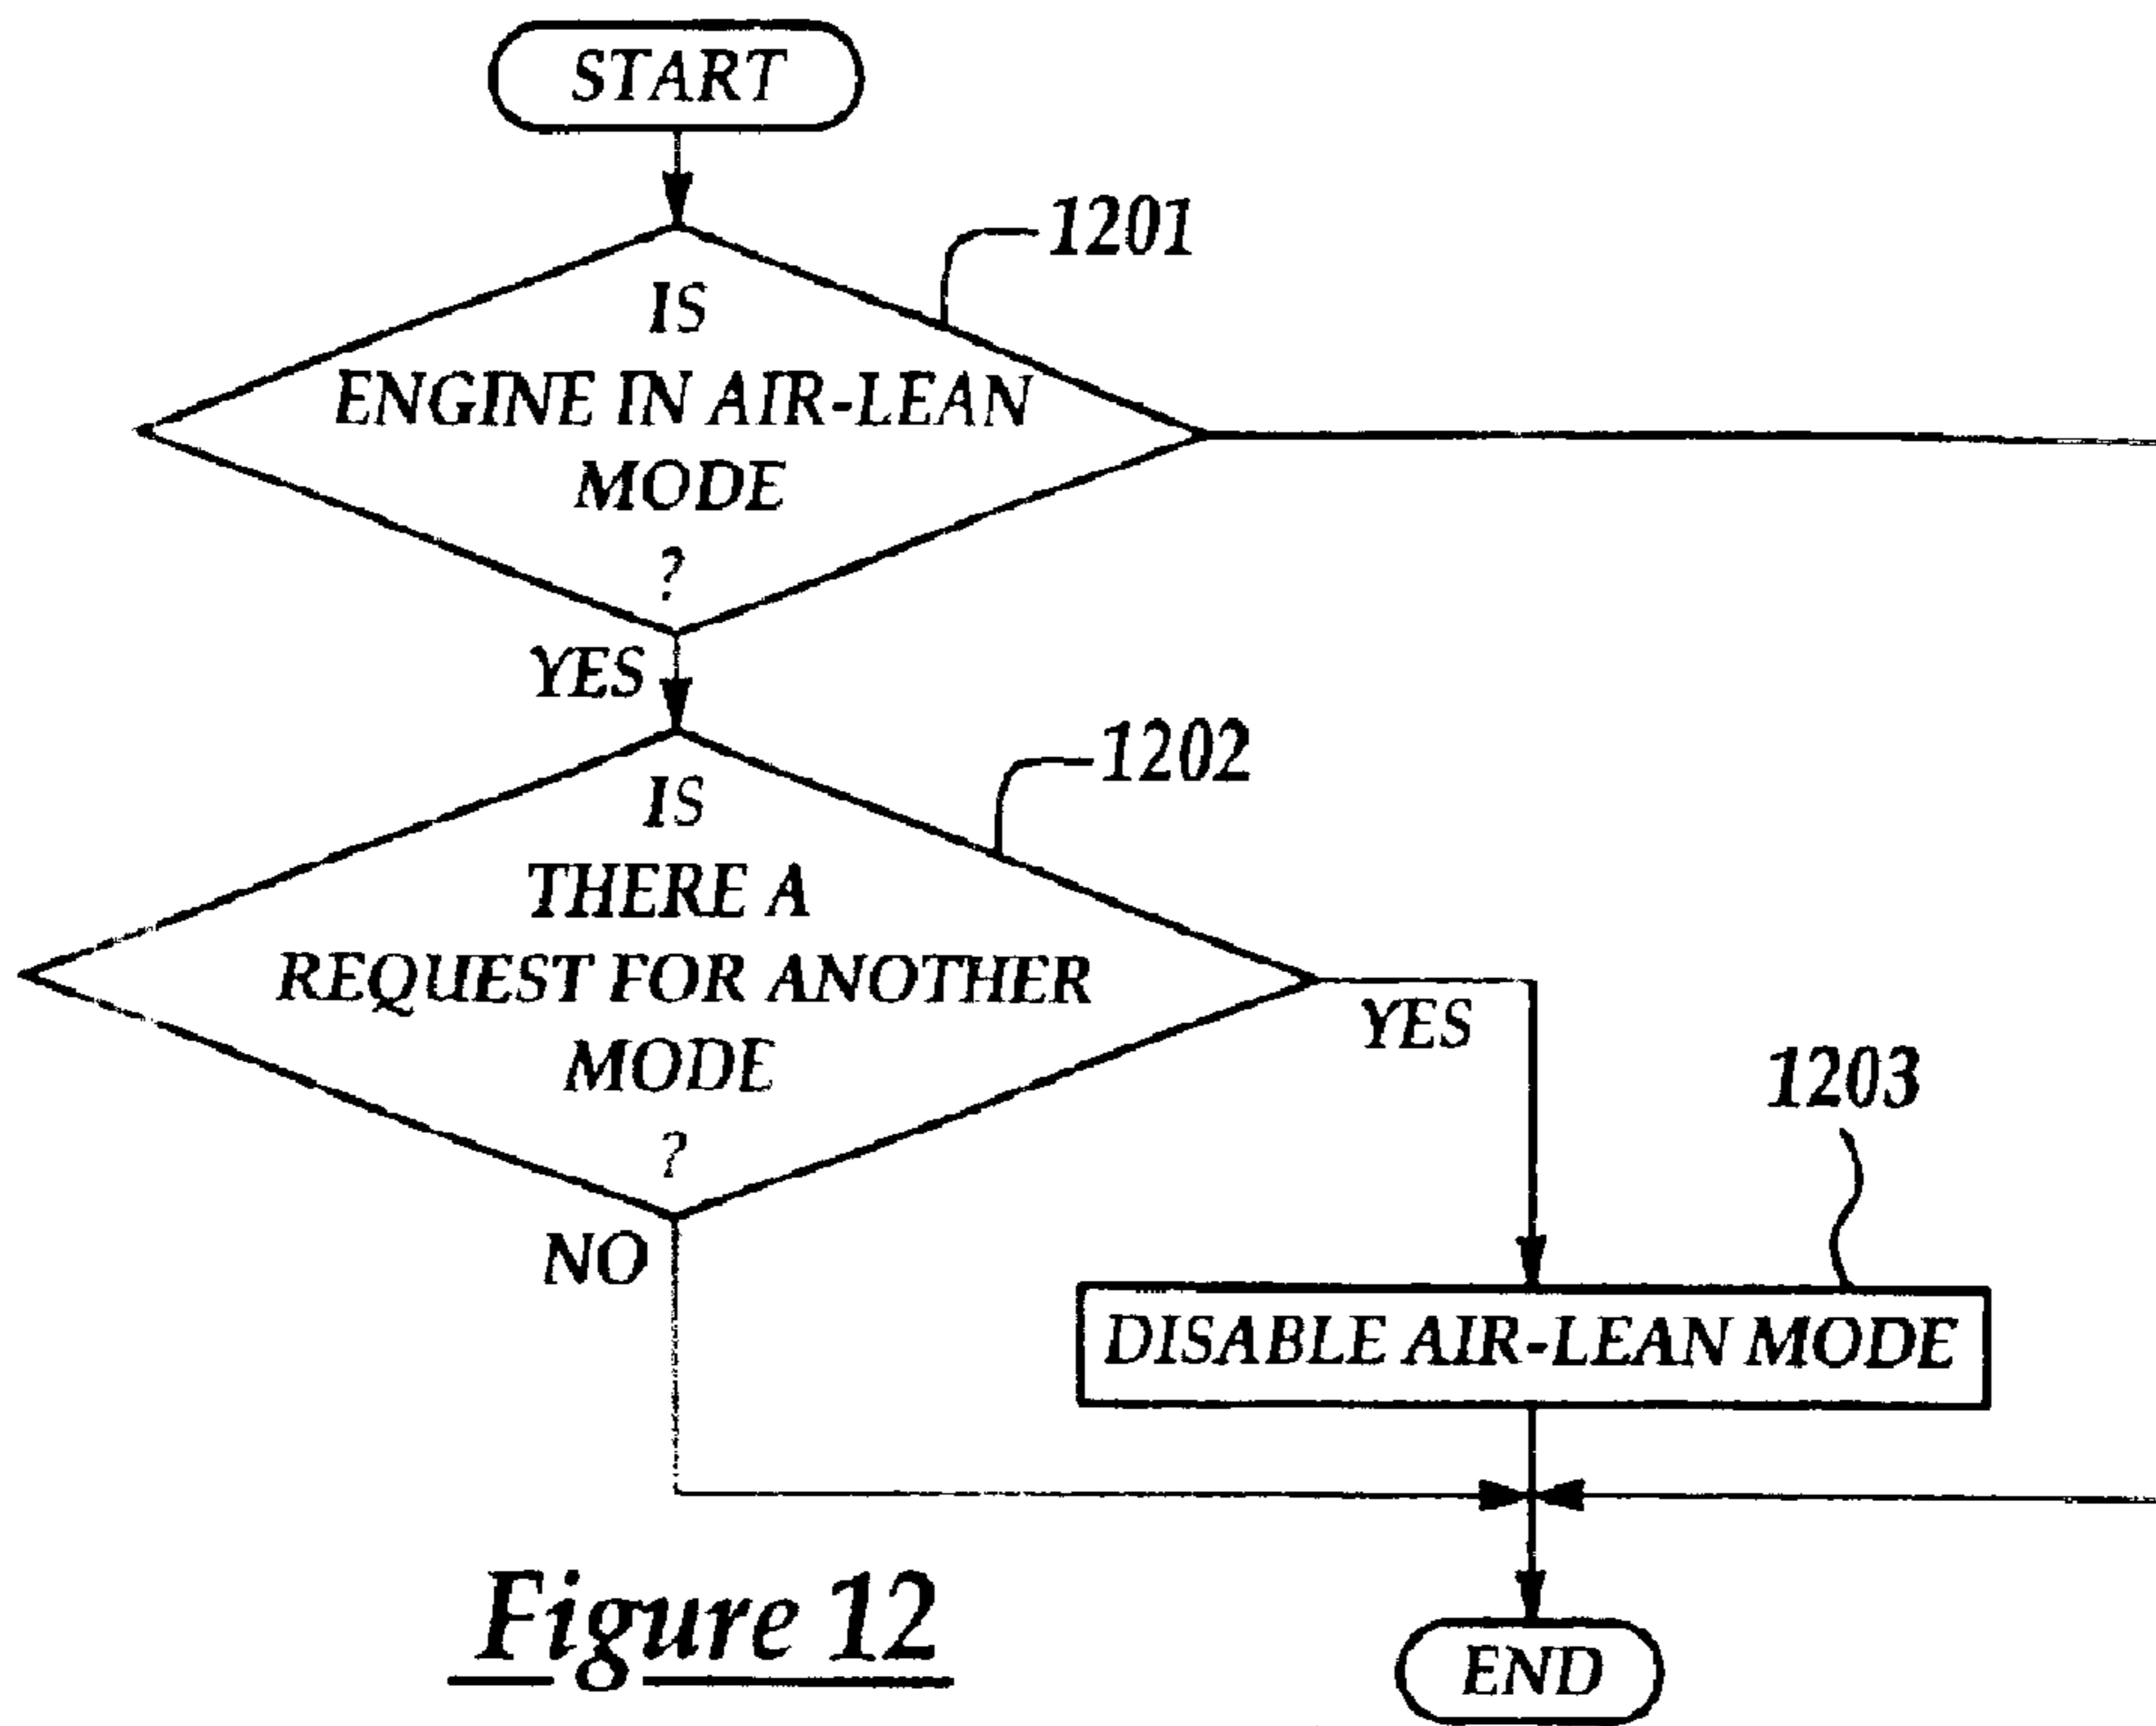 START
1201
IS
ENGINE IN AIR-LEAN
MODE
?
YES
1202
IS
THERE A
REQUEST FOR ANOTHER
MODE
?
YES
1203
NO
DISABLE AIR-LEAN MODE
Figure 12
END